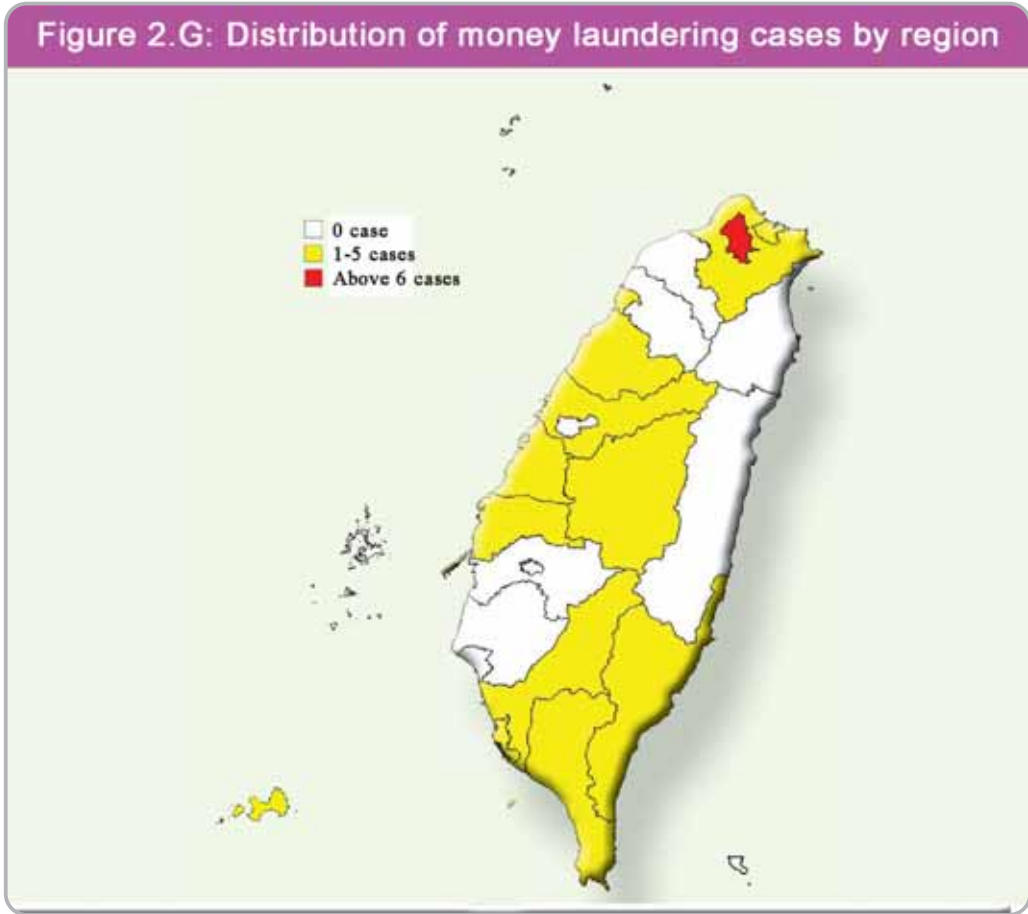 Figure 2.G: Distribution of money laundering cases by region
0 case
1-5 cases
Above 6 cases